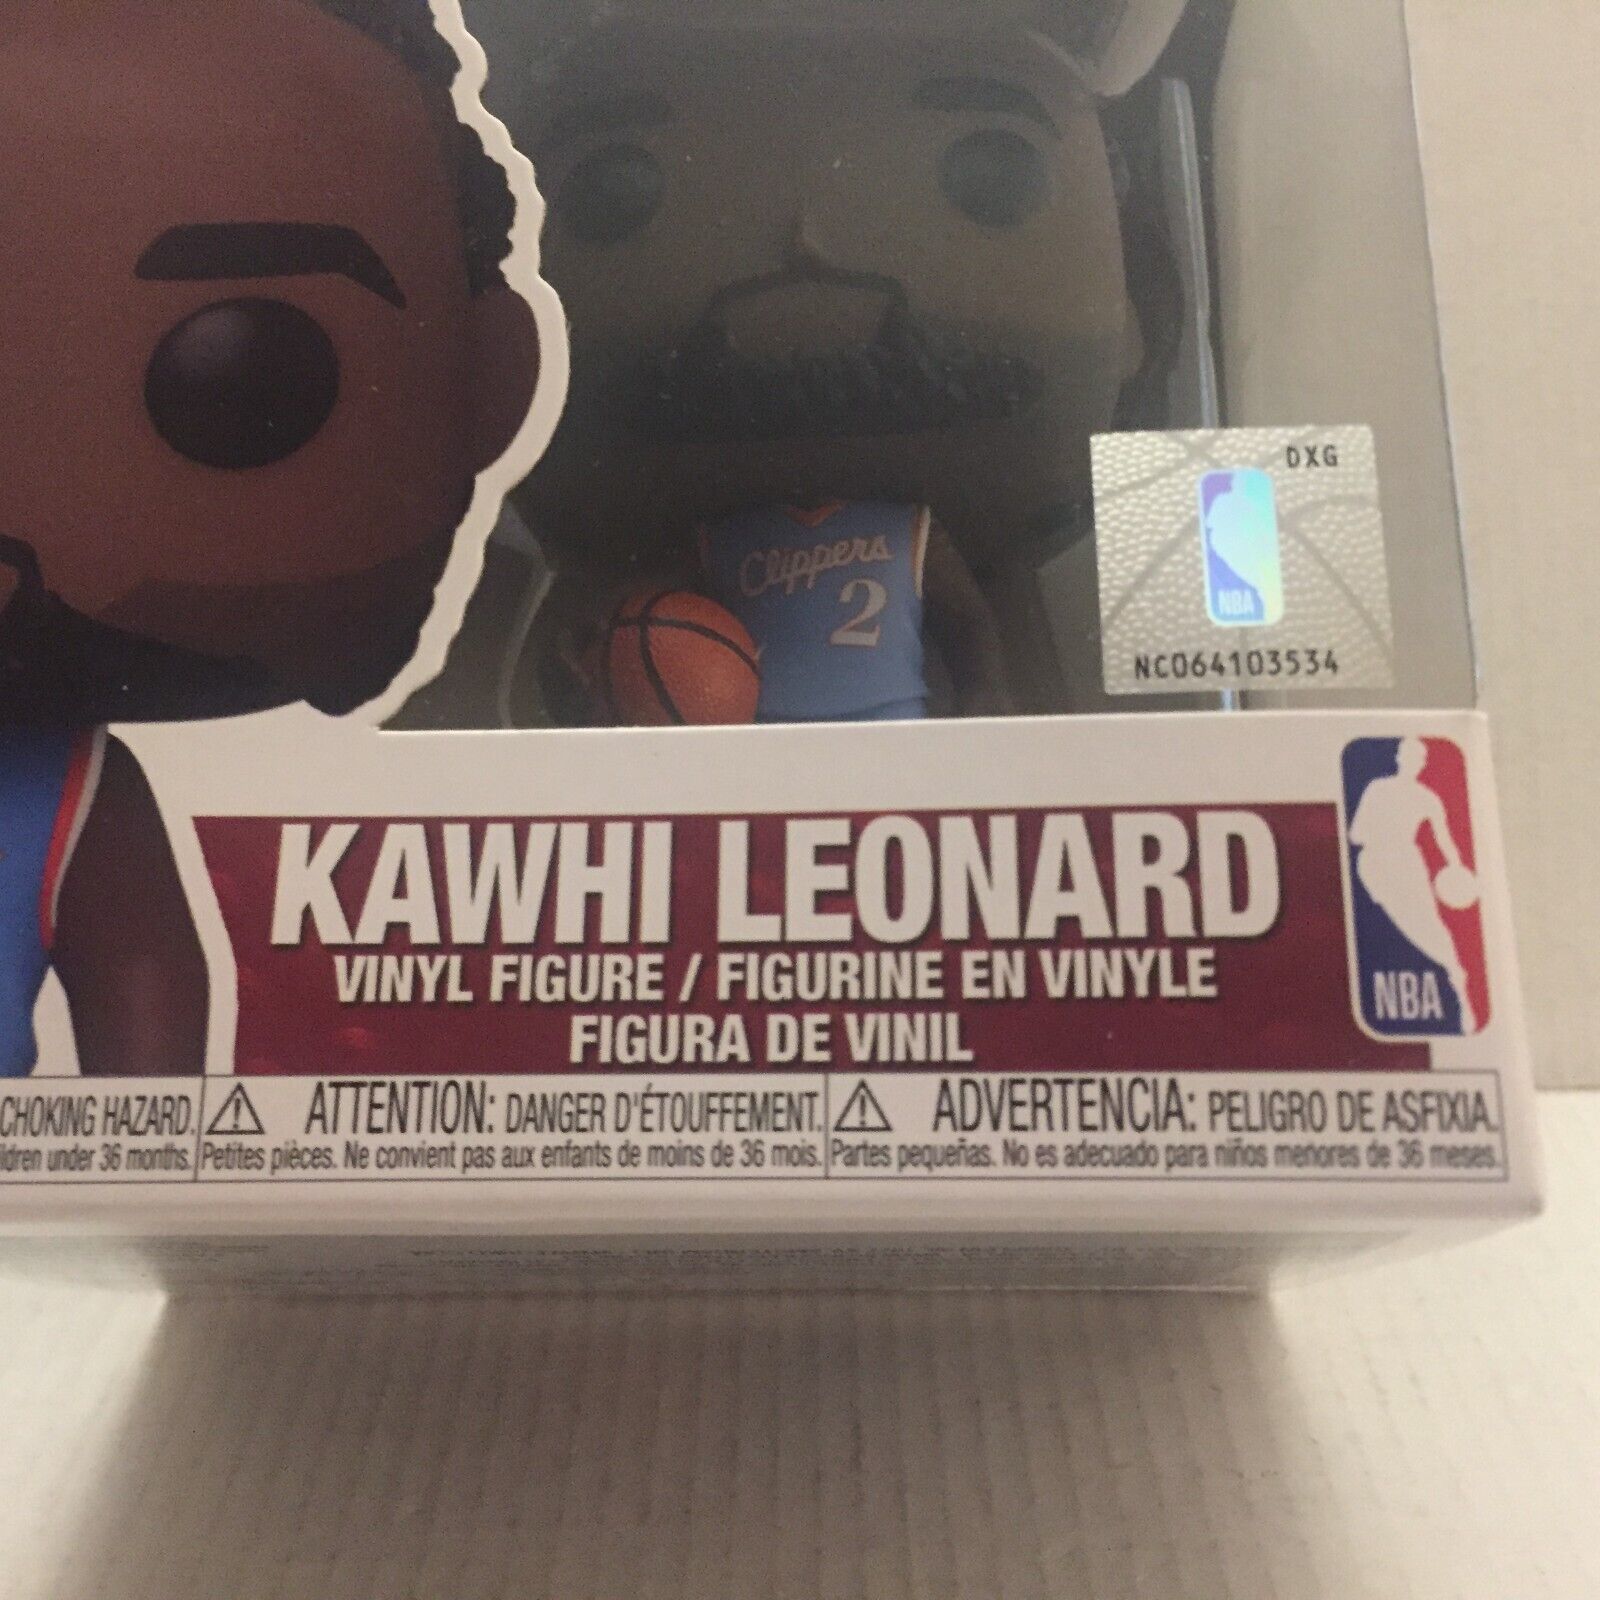 DXG
NBA
NC064103534
Clippers
2
KAWHI LEONARD
VINYL FIGURE / FIGURINE EN VINYLE
FIGURA DE VINIL
NBA
CHOKING HAZARD.
ldren under 36 months.
⚠ ATTENTION: DANGER D'ÉTOUFFEMENT.
Petites pièces. Ne convient pas aux enfants de moins de 36 mois.
⚠ ADVERTENCIA: PELIGRO DE ASFIXIA.
Partes pequeñas. No es adecuado para niños menores de 36 meses.